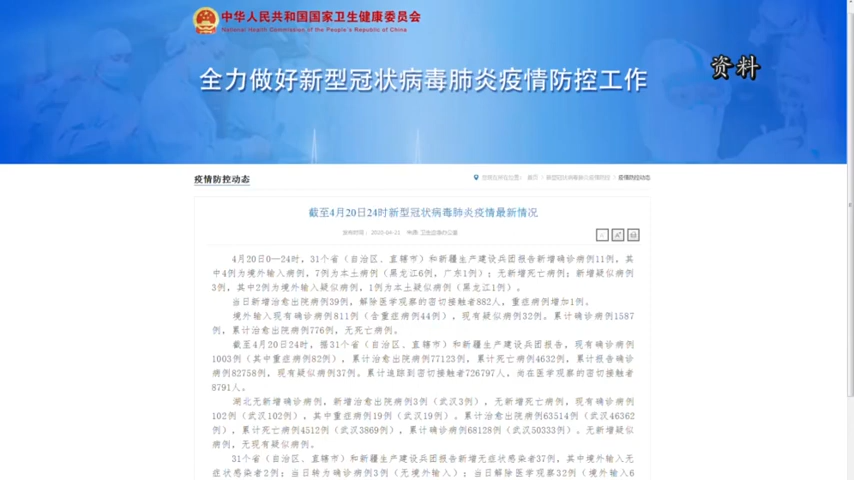 中华人民共和国国家卫生健康委员会
National Health Commission of the People's Republic of China
资料
全力做好新型冠状病毒肺炎疫情防控工作
疫情防控动态
首页 > 新型冠状病毒肺炎疫情防控 > 疫情防控动态
截至4月20日24时新型冠状病毒肺炎疫情最新情况
发布时间： 2020-04-21
4月20日0—24时，31个省（自治区、直辖市）和新疆生产建设兵团报告新增确诊病例11例，其
中4例为境外输入病例，7例为本土病例（黑龙江6例，广东1例）；无新增死亡病例；新增疑似病例
3例，其中2例为境外输入疑似病例，1例为本土疑似病例（黑龙江1例）。
当日新增治愈出院病例39例，解除医学观察的密切接触者882人，重症病例增加1例。
境外输入现有确诊病例811例（含重症病例44例），现有疑似病例32例。累计确诊病例1587
例，累计治愈出院病例776例，无死亡病例。
截至4月20日24时，据31个省（自治区、直辖市）和新疆生产建设兵团报告，现有确诊病例
1003例（其中重症病例82例），累计治愈出院病例77123例，累计死亡病例4632例，累计报告确诊
病例82758例，现有疑似病例37例。累计追踪到密切接触者726797人，尚在医学观察的密切接触者
8791人。
湖北无新增确诊病例，新增治愈出院病例3例（武汉3例），无新增死亡病例，现有确诊病例
102例（武汉102例），其中重症病例19例（武汉19例）。累计治愈出院病例63514例（武汉46362
例），累计死亡病例4512例（武汉3869例），累计确诊病例68128例（武汉50333例）。无新增疑似
病例，无现有疑似病例。
31个省（自治区、直辖市）和新疆生产建设兵团报告新增无症状感染者37例，其中境外输入无
症状感染者2例；当日转为确诊病例3例（无境外输入）；当日解除医学观察32例（境外输入6